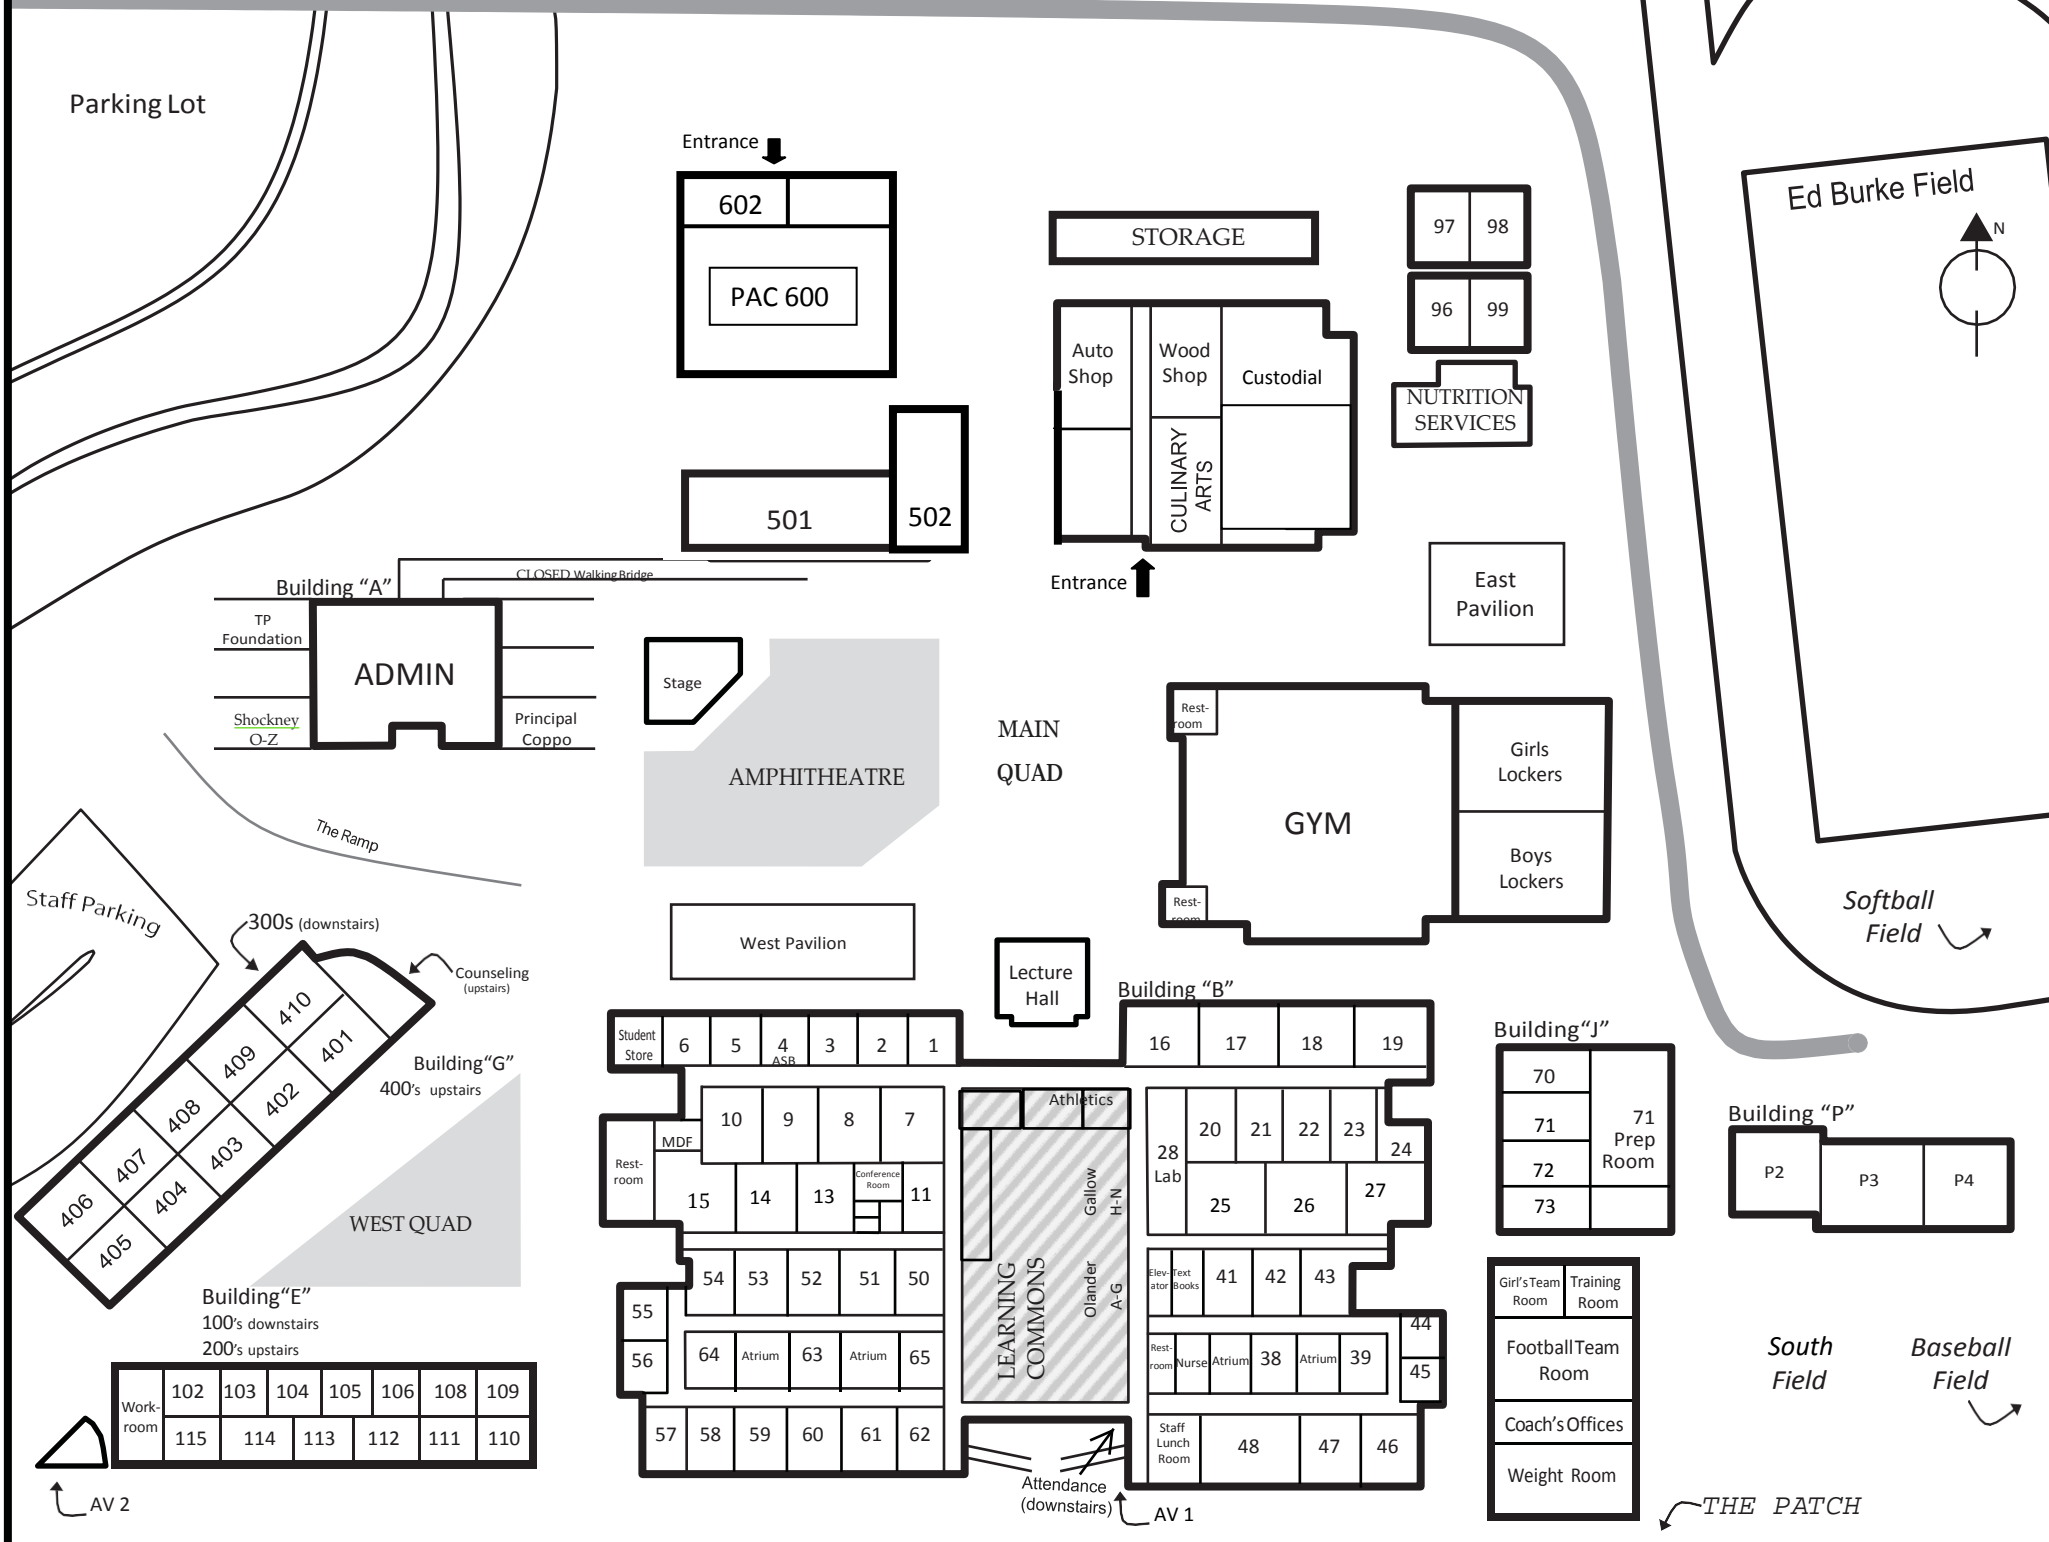 Parking Lot
Entrance
602
PAC 600
STORAGE
97
98
96
99
NUTRITION
SERVICES
Ed Burke Field
N
Auto
Shop
Wood
Shop
Custodial
CULINARY
ARTS
Entrance
501
502
CLOSED Walking Bridge
Building “A”
TP
Foundation
ADMIN
Shockney
O-Z
Principal
Coppo
Stage
AMPHITHEATRE
MAIN
QUAD
East
Pavilion
Rest-
room
GYM
Rest-
room
Girls
Lockers
Boys
Lockers
The Ramp
Staff Parking
300s (downstairs)
Counseling
(upstairs)
410
409
408
407
406
401
402
403
404
405
Building“G”
400’s upstairs
WEST QUAD
West Pavilion
Lecture
Hall
Softball
Field
Building “B”
Student
Store
6
5
4
ASB
3
2
1
16
17
18
19
10
9
8
7
MDF
Rest-
room
15
14
13
Conference
Room
11
Athletics
Gallow
H-N
Olander
A-G
LEARNING
COMMONS
28
Lab
20
21
22
23
24
25
26
27
54
53
52
51
50
55
56
64
Atrium
63
Atrium
65
57
58
59
60
61
62
Elev-
ator
Text
Books
41
42
43
44
45
Rest-
room
Nurse
Atrium
38
Atrium
39
Staff
Lunch
Room
48
47
46
Attendance
(downstairs)
AV 1
Building“J”
70
71
72
73
71
Prep
Room
Building “P”
P2
P3
P4
Girl’s Team
Room
Training
Room
Football Team
Room
Coach’s Offices
Weight Room
South
Field
Baseball
Field
THE PATCH
Building“E”
100’s downstairs
200’s upstairs
Work-
room
102
103
104
105
106
108
109
115
114
113
112
111
110
AV 2